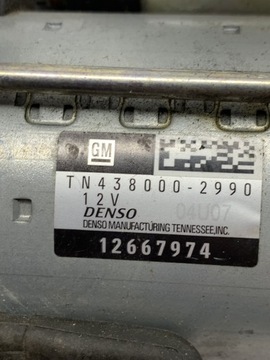 GM
TN438000-2990
12V
DENSO 04U07
DENSO MANUFACTURING TENNESSEE,INC.
12667974